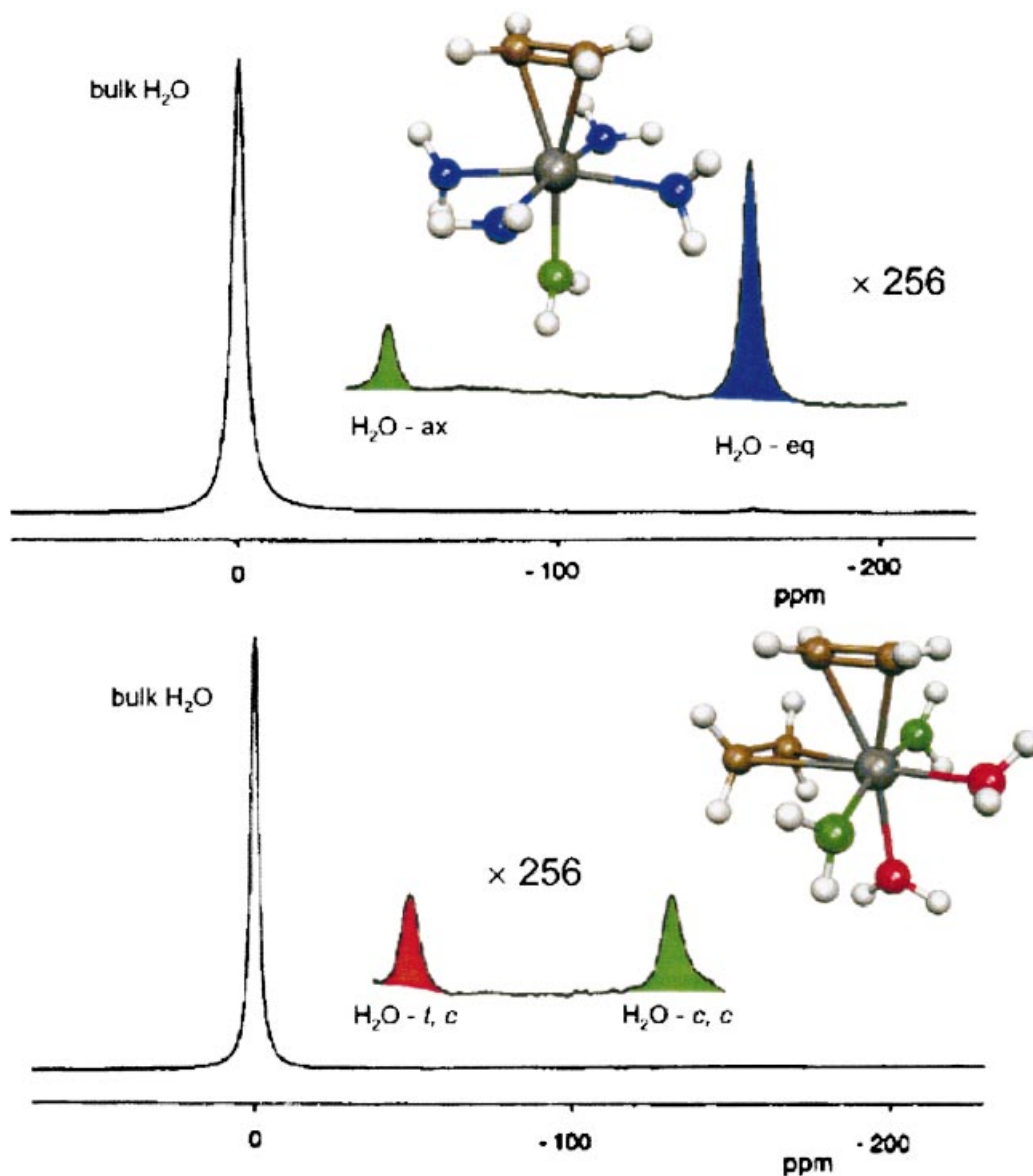 bulk H₂O
× 256
H₂O - ax
H₂O - eq
0 - 100 - 200
ppm
bulk H₂O
× 256
H₂O - t, c H₂O - c, c
0 - 100 - 200
ppm